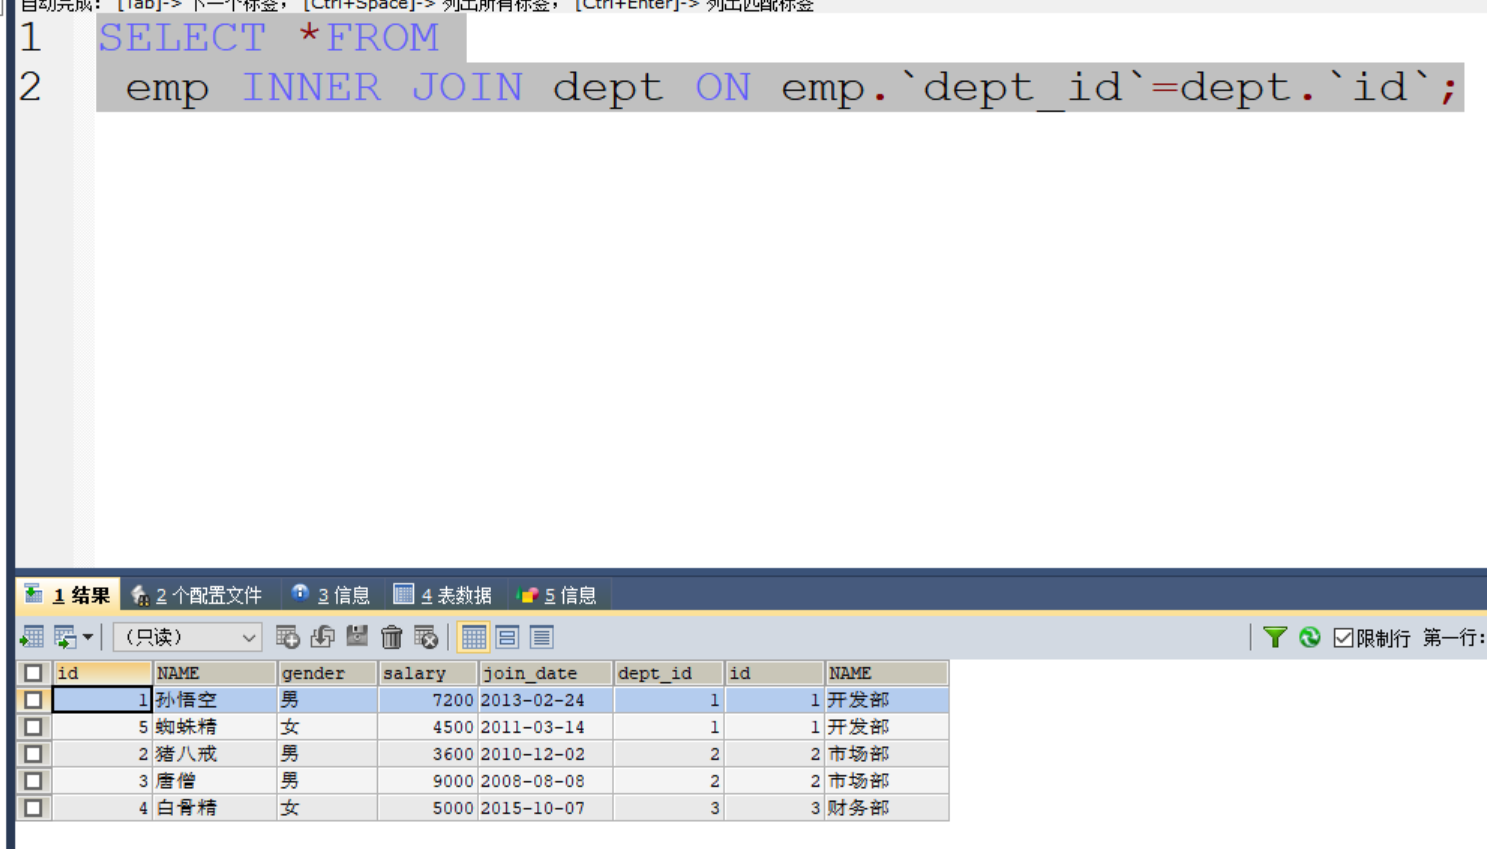 自动完成： [Tab]-> 下一个标签， [Ctrl+Space]-> 列出所有标签， [Ctrl+Enter]-> 列出匹配标签
1 SELECT *FROM
2 emp INNER JOIN dept ON emp.`dept_id`=dept.`id`;
1 结果 2 个配置文件 3 信息 4 表数据 5 信息
（只读） 限制行 第一行:
id NAME gender salary join_date dept_id id NAME
1 孙悟空 男 7200 2013-02-24 1 1 开发部
5 蜘蛛精 女 4500 2011-03-14 1 1 开发部
2 猪八戒 男 3600 2010-12-02 2 2 市场部
3 唐僧 男 9000 2008-08-08 2 2 市场部
4 白骨精 女 5000 2015-10-07 3 3 财务部